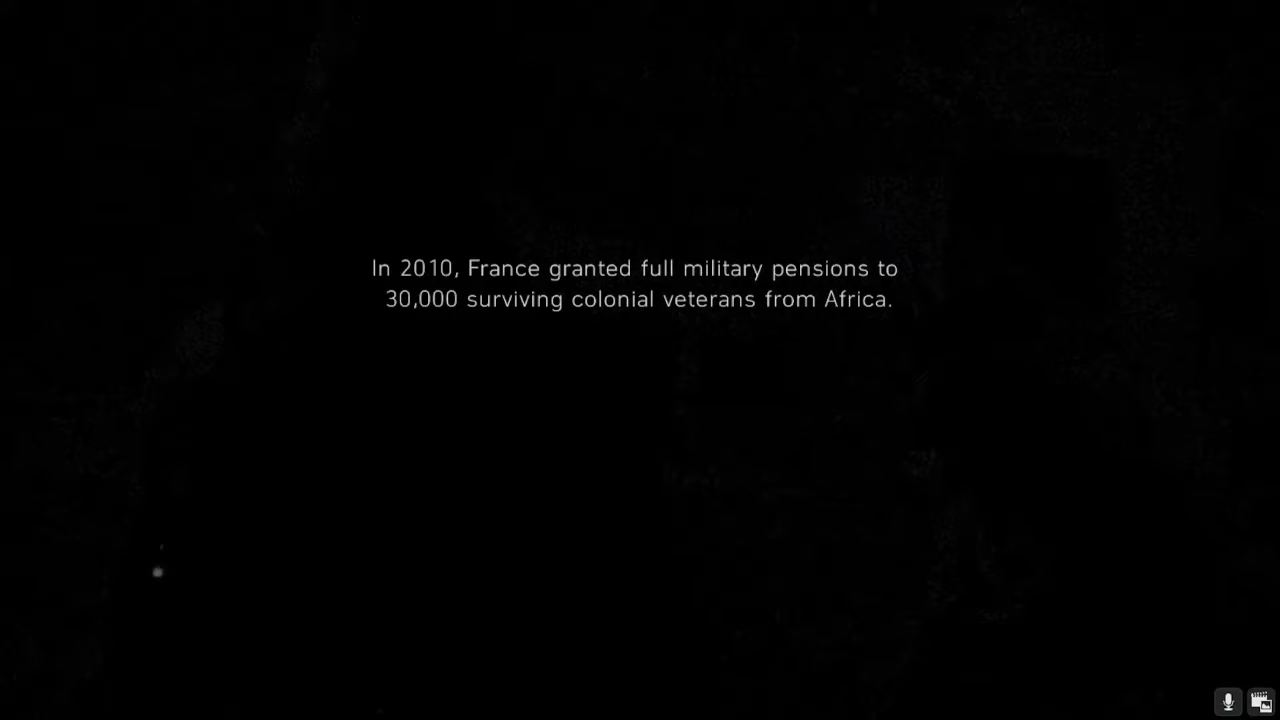 In 2010, France granted full military pensions to
30,000 surviving colonial veterans from Africa.